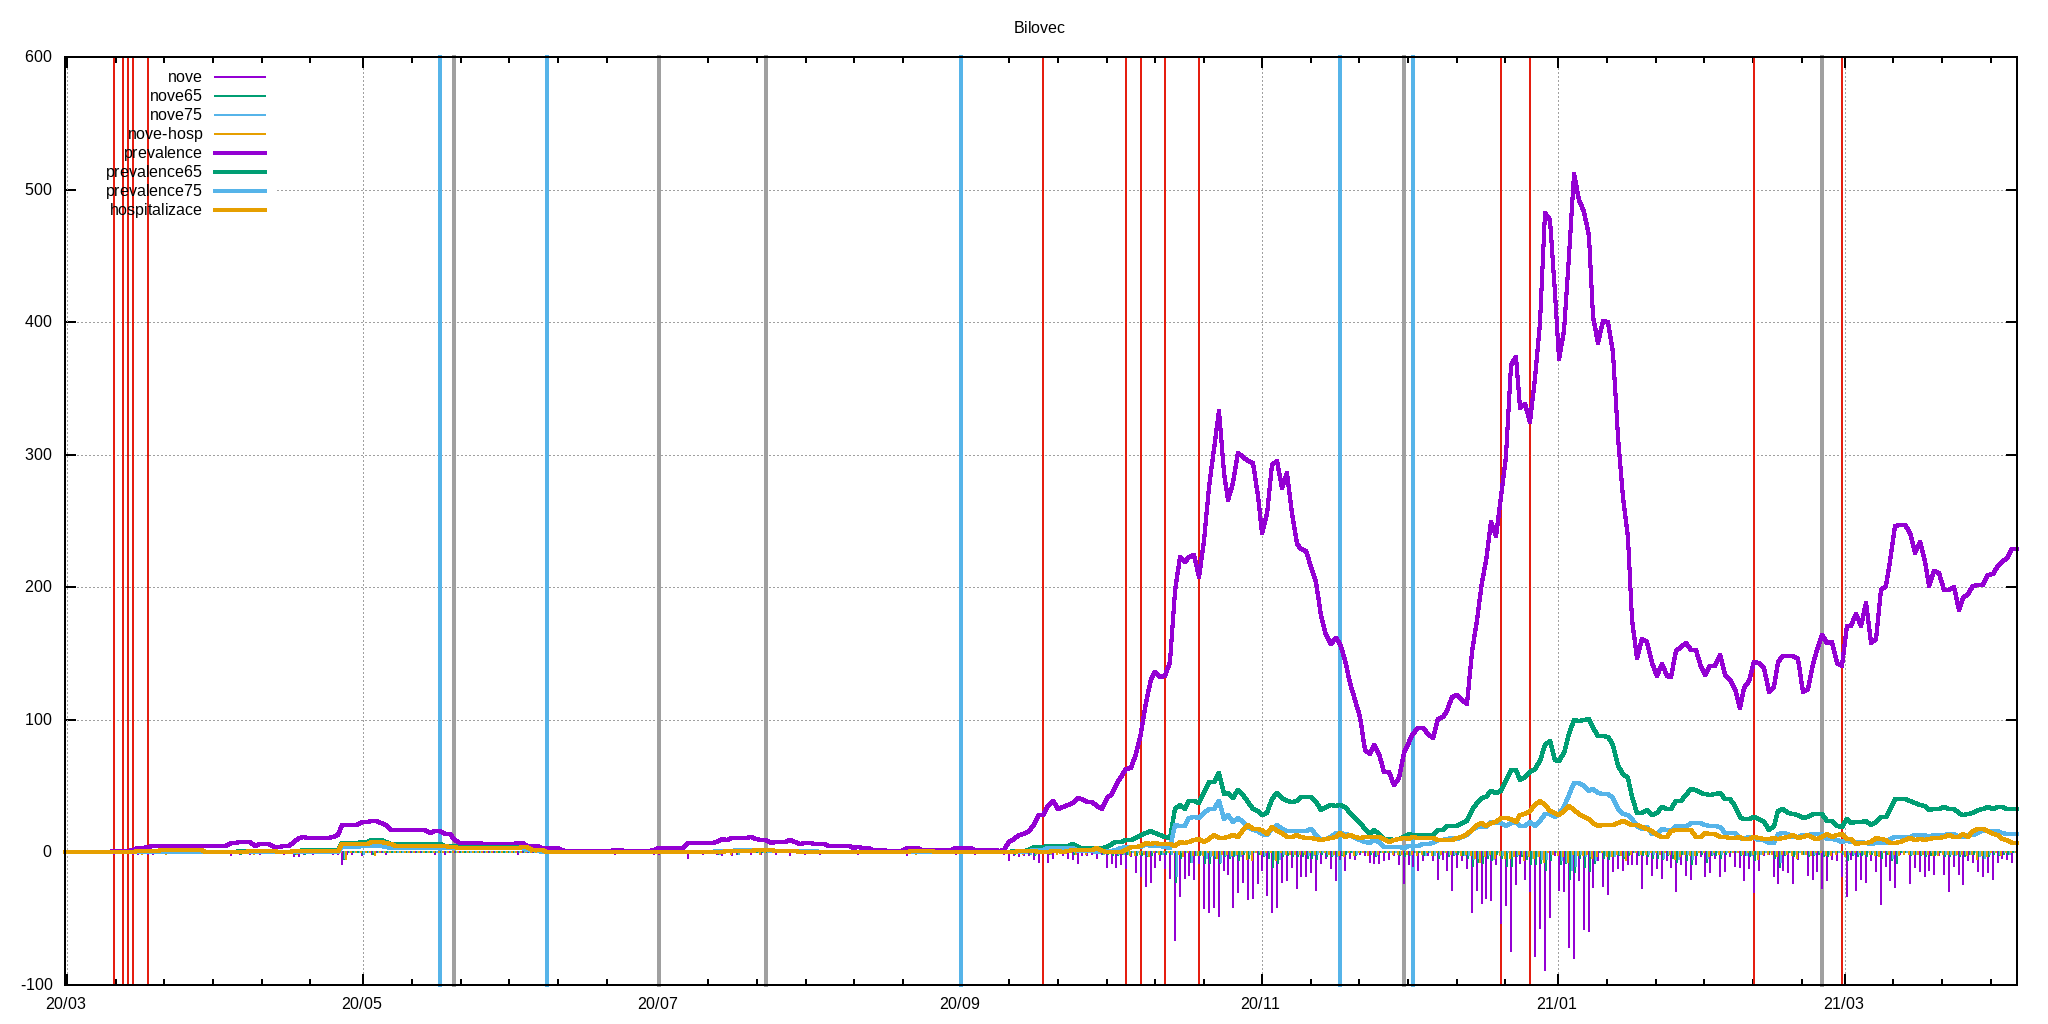 Bilovec
600
nove
nove65
nove75
nove-hosp
prevalence
prevalence65
prevalence75
hospitalizace
500
400
300
200
100
0
-100
20/03 20/05 20/07 20/09 20/11 21/01 21/03